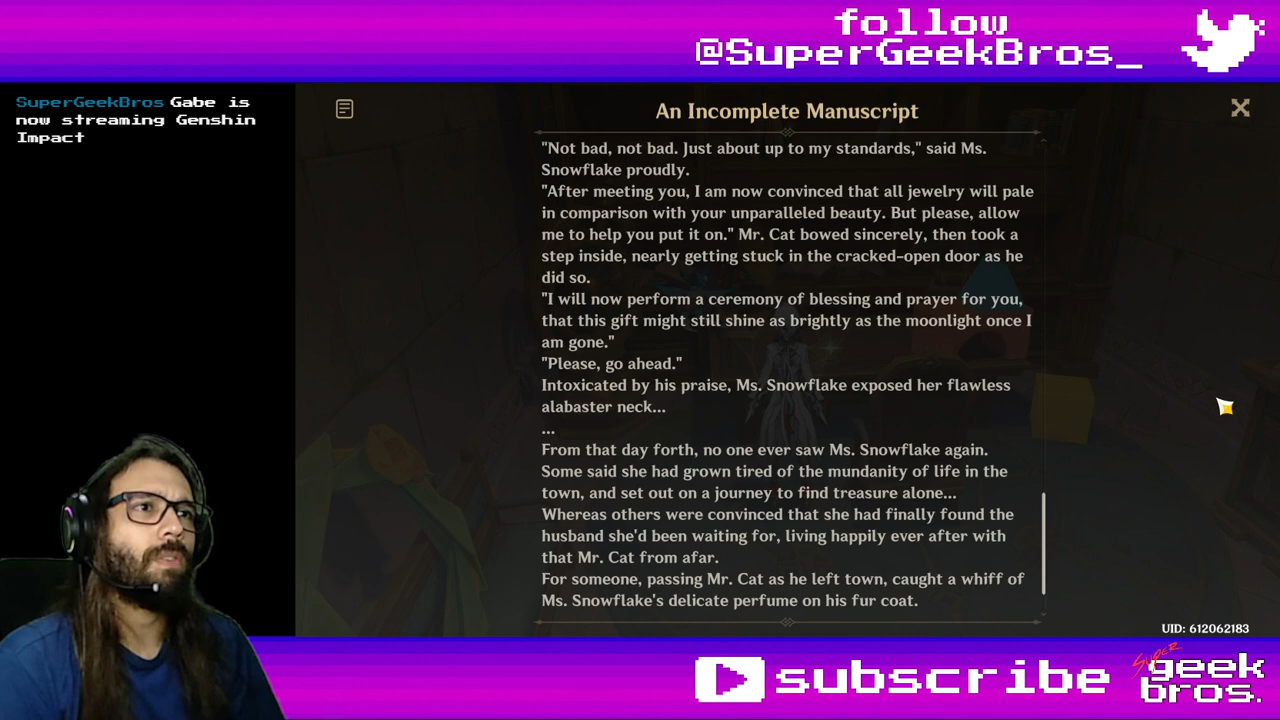 follow
@SuperGeekBros_
SuperGeekBros Gabe is
now streaming Genshin
Impact
An Incomplete Manuscript
"Not bad, not bad. Just about up to my standards," said Ms.
Snowflake proudly.
"After meeting you, I am now convinced that all jewelry will pale
in comparison with your unparalleled beauty. But please, allow
me to help you put it on." Mr. Cat bowed sincerely, then took a
step inside, nearly getting stuck in the cracked-open door as he
did so.
"I will now perform a ceremony of blessing and prayer for you,
that this gift might still shine as brightly as the moonlight once I
am gone."
"Please, go ahead."
Intoxicated by his praise, Ms. Snowflake exposed her flawless
alabaster neck...
...
From that day forth, no one ever saw Ms. Snowflake again.
Some said she had grown tired of the mundanity of life in the
town, and set out on a journey to find treasure alone...
Whereas others were convinced that she had finally found the
husband she'd been waiting for, living happily ever after with
that Mr. Cat from afar.
For someone, passing Mr. Cat as he left town, caught a whiff of
Ms. Snowflake's delicate perfume on his fur coat.
UID: 612062183
subscribe
SUPER
geek
bros.